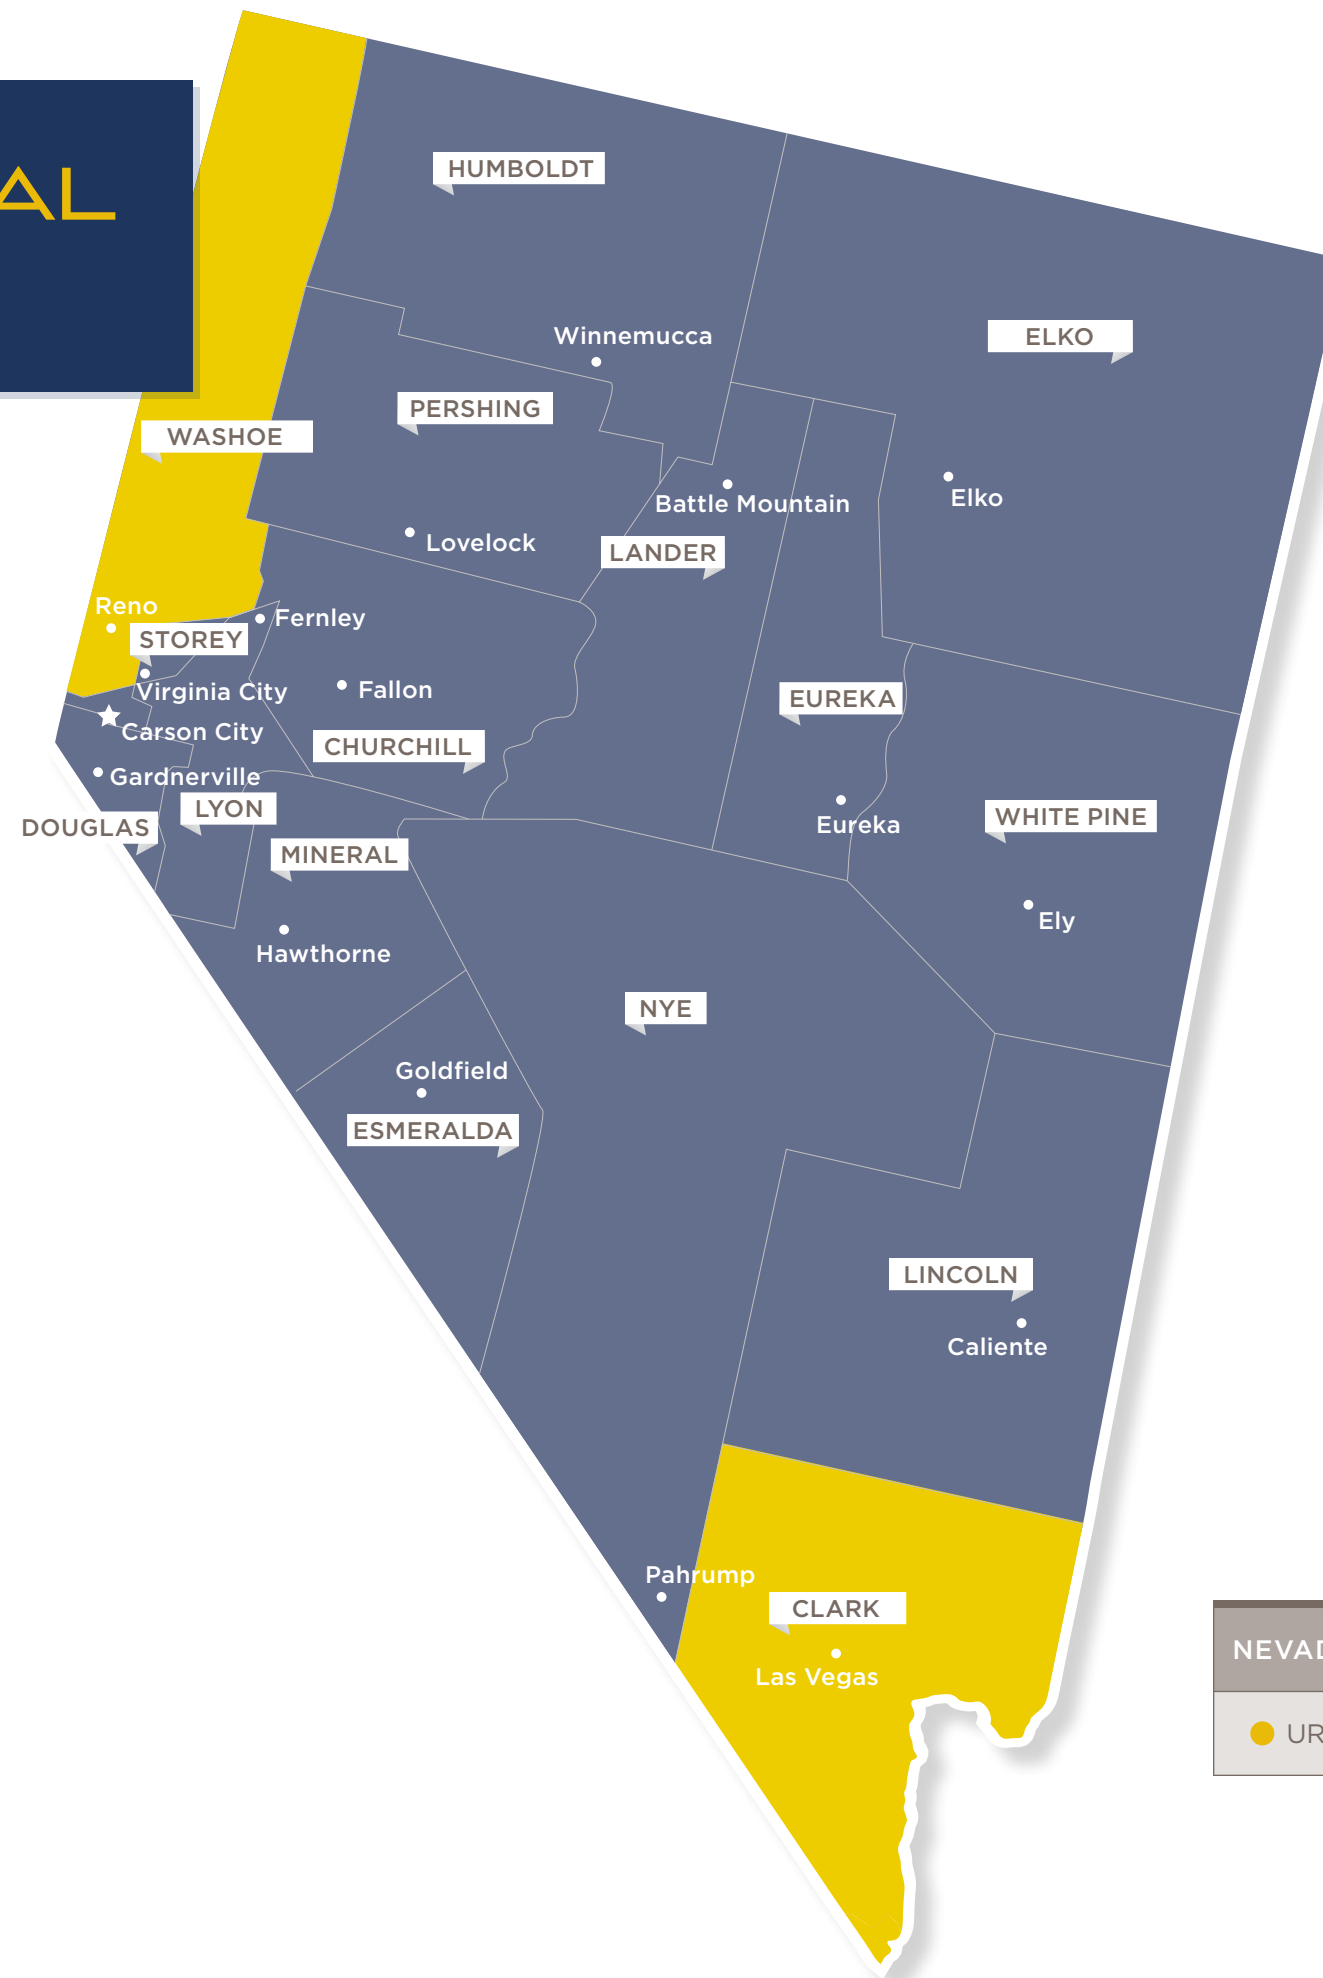 HUMBOLDT
AL
Winnemucca
ELKO
PERSHING
WASHOE
Elko
Battle Mountain
Lovelock
LANDER
Reno
Fernley
STOREY
Virginia City
Fallon
EUREKA
Carson City
CHURCHILL
Gardnerville
LYON
WHITE PINE
Eureka
DOUGLAS
MINERAL
Ely
Hawthorne
NYE
Goldfield
ESMERALDA
LINCOLN
Caliente
Pahrump
CLARK
Las Vegas
NEVAD
UR